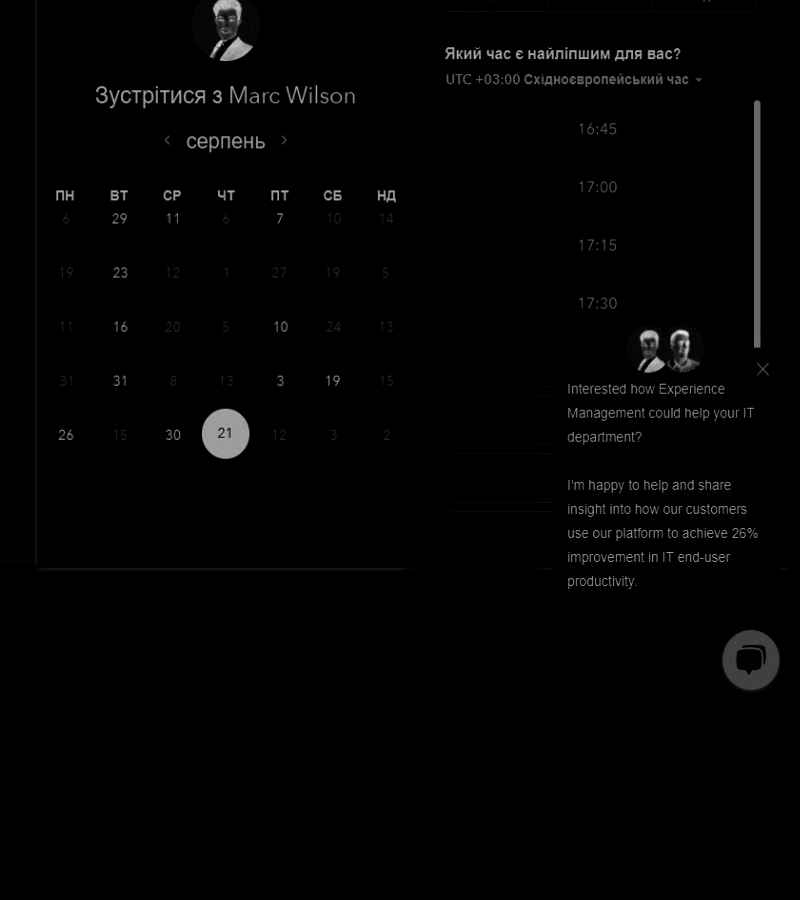 Зустрітися з Marc Wilson
серпень
ПН ВТ СР ЧТ ПТ СБ НД
6 29 11 6 7 10 14
19 23 12 1 27 19 5
11 16 20 5 10 24 13
31 31 8 13 3 19 15
26 15 30 21 12 3 2
Який час є найліпшим для вас?
UTC +03:00 Східноєвропейський час
16:45
17:00
17:15
17:30
Interested how Experience
Management could help your IT
department?
I'm happy to help and share
insight into how our customers
use our platform to achieve 26%
improvement in IT end-user
productivity.